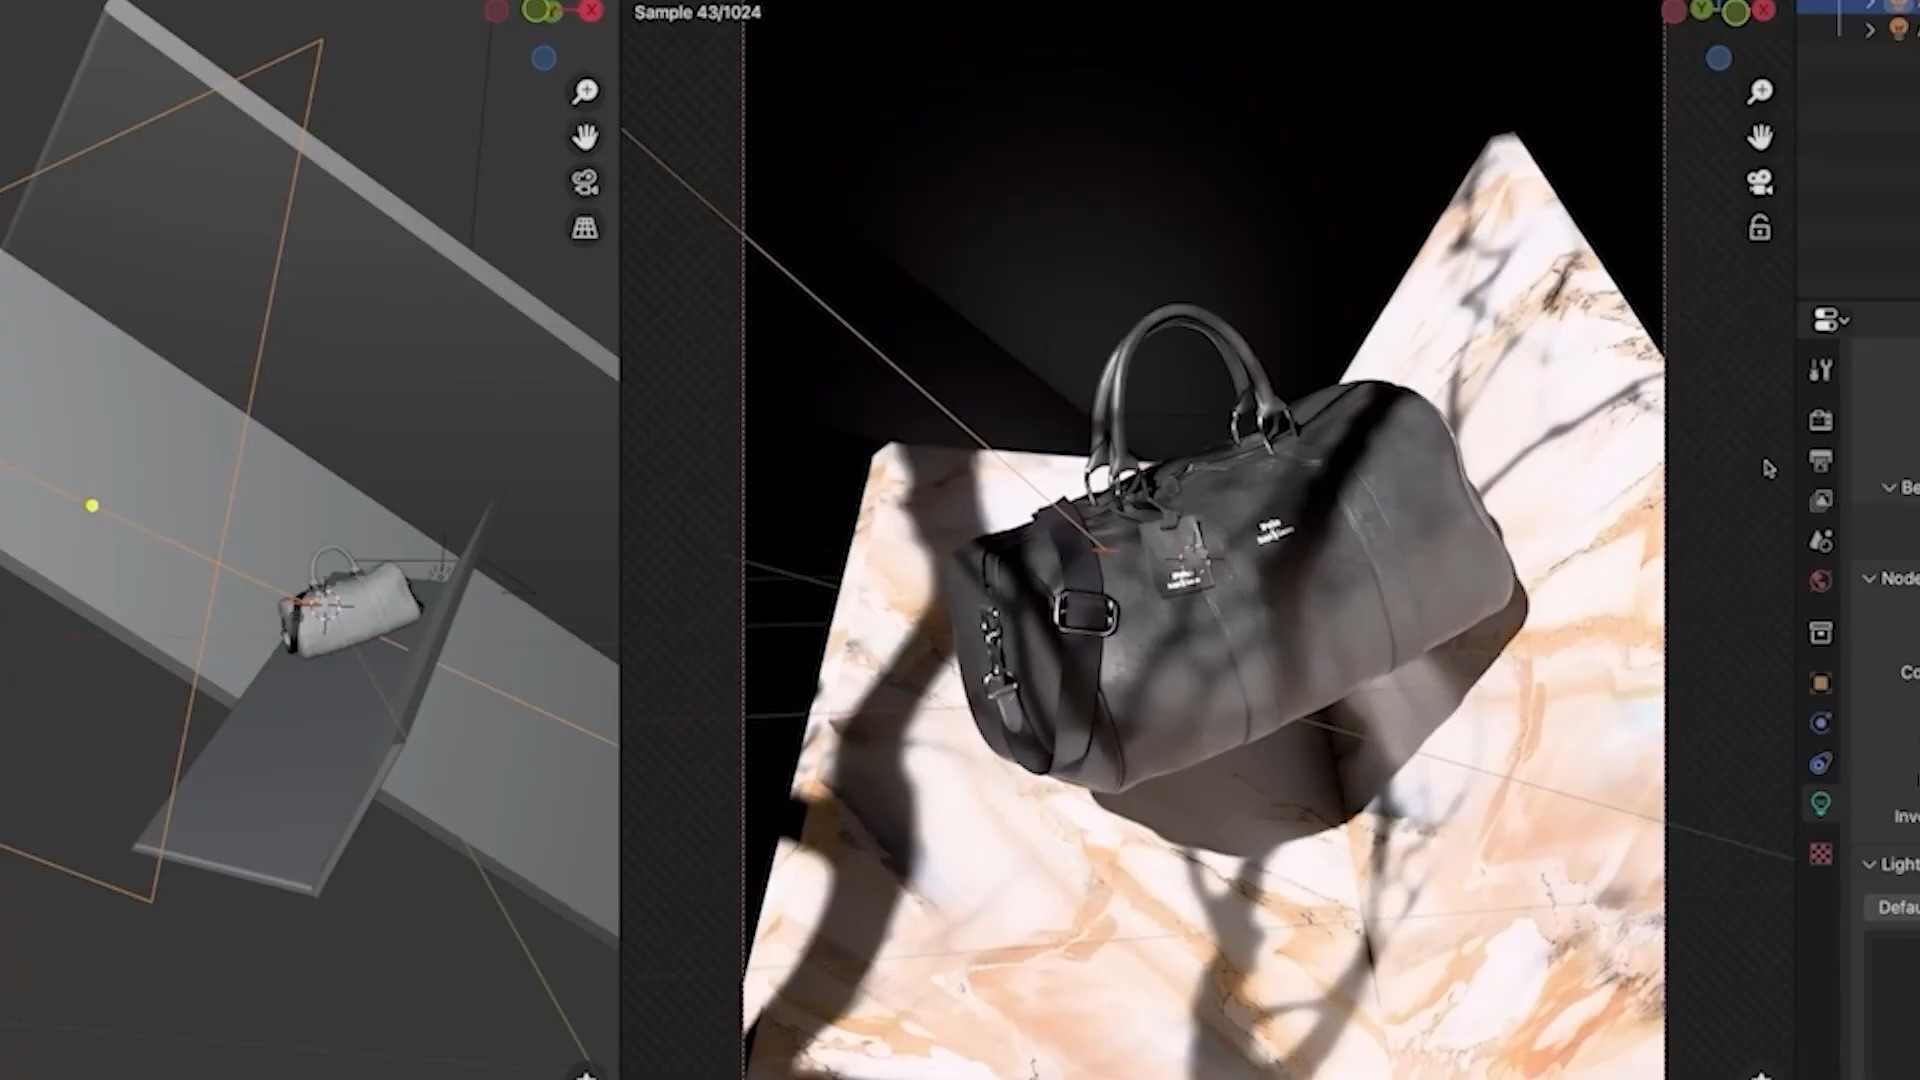 Sample 43/1024
Y
X
X
Be
Node
Co
Inve
Light
Defau